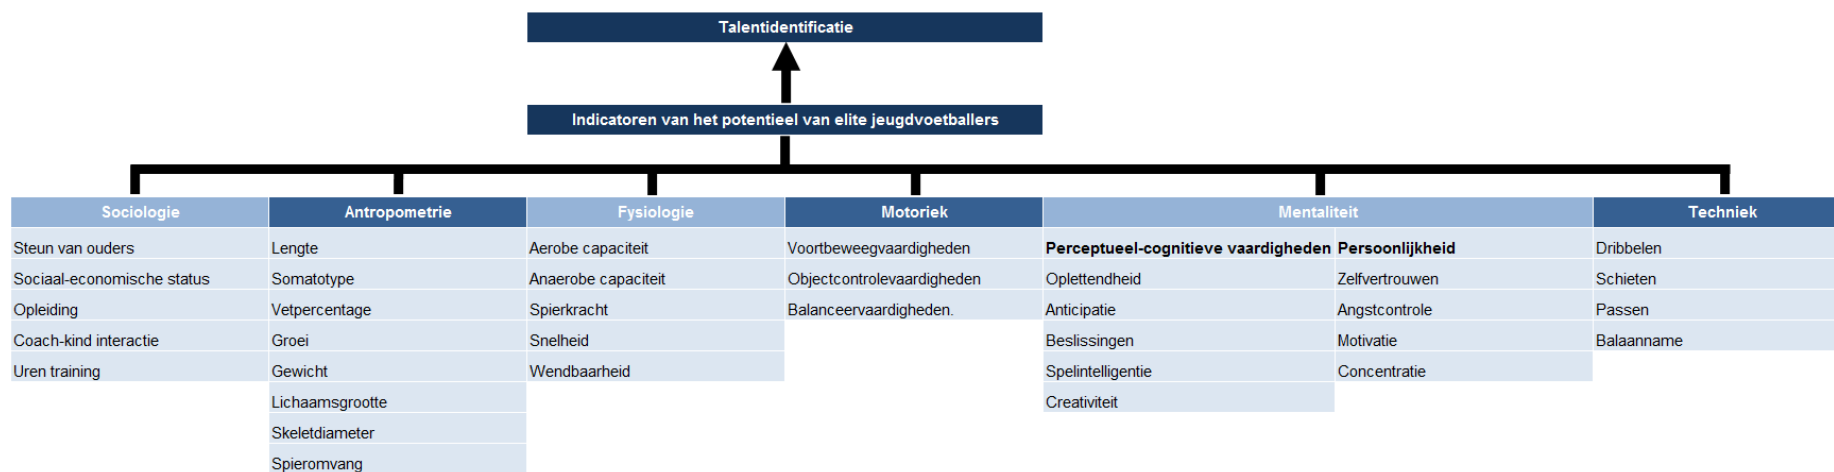 Talentidentificatie
Indicatoren van het potentieel van elite jeugdvoetballers
Sociologie
Antropometrie
Fysiologie
Motoriek
Mentaliteit
Techniek
Steun van ouders
Lengte
Aerobe capaciteit
Voortbeweegvaardigheden
Perceptueel-cognitieve vaardigheden
Persoonlijkheid
Dribbelen
Sociaal-economische status
Somatotype
Anaerobe capaciteit
Objectcontrolevaardigheden
Oplettendheid
Zelfvertrouwen
Schieten
Opleiding
Vetpercentage
Spierkracht
Balanceervaardigheden.
Anticipatie
Angstcontrole
Passen
Coach-kind interactie
Groei
Snelheid
Beslissingen
Motivatie
Balaanname
Uren training
Gewicht
Wendbaarheid
Spelintelligentie
Concentratie
Lichaamsgrootte
Creativiteit
Skeletdiameter
Spieromvang